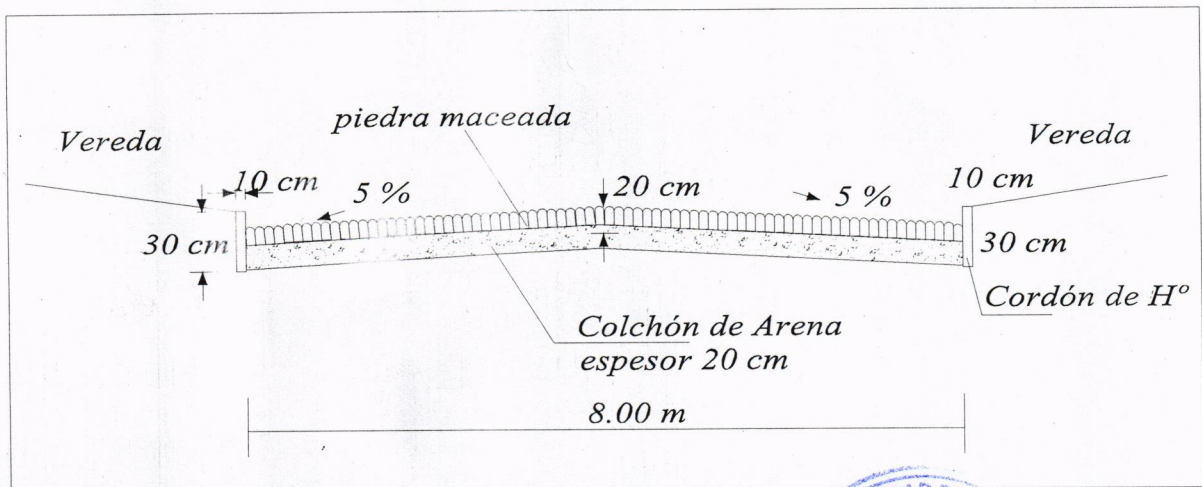 piedra maceada
Vereda
Vereda
10 cm
5 %
20 cm
5 %
10 cm
30 cm
30 cm
Cordón de Hº
Colchón de Arena
espesor 20 cm
8.00 m